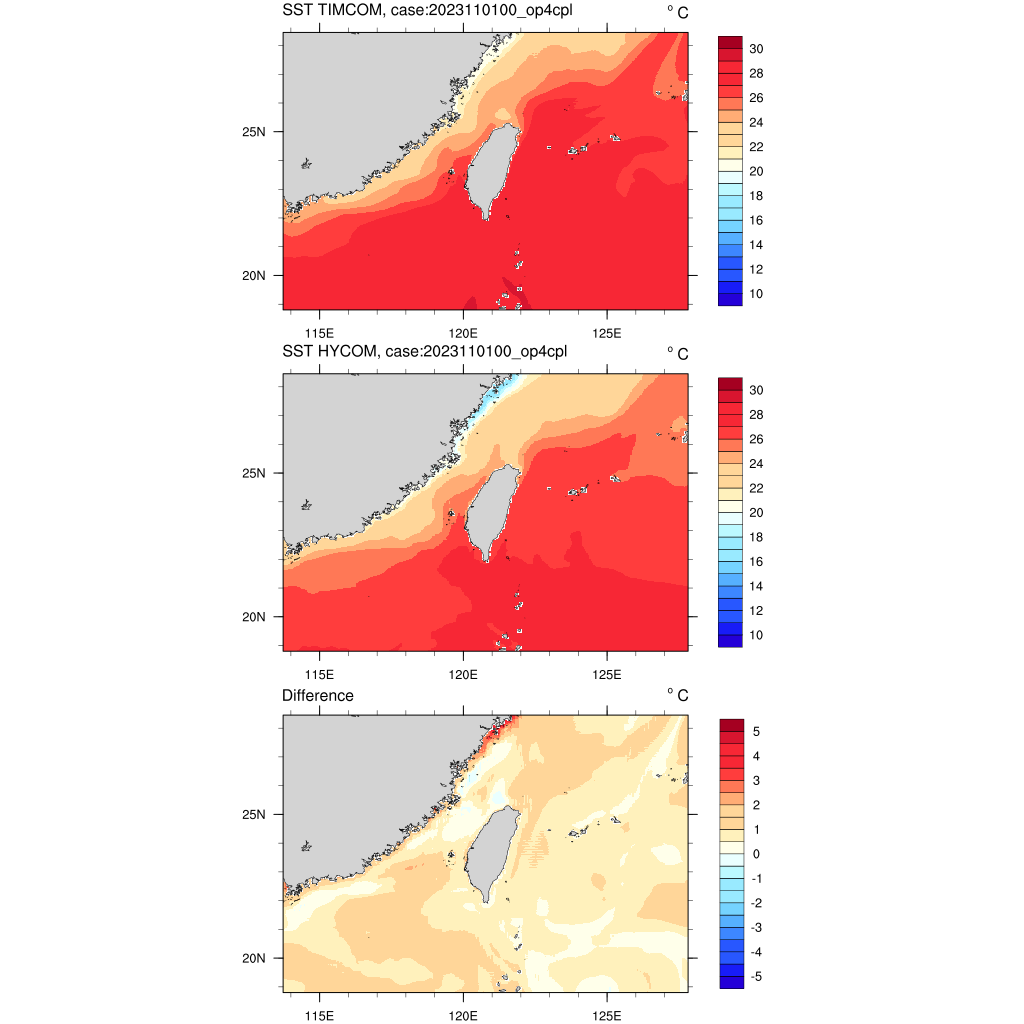 SST TIMCOM, case:2023110100_op4cpl
° C
30
28
26
24
22
20
18
16
14
12
10
25N
20N
115E 120E 125E
SST HYCOM, case:2023110100_op4cpl
° C
30
28
26
24
22
20
18
16
14
12
10
25N
20N
115E 120E 125E
Difference
° C
5
4
3
2
1
0
-1
-2
-3
-4
-5
25N
20N
115E 120E 125E